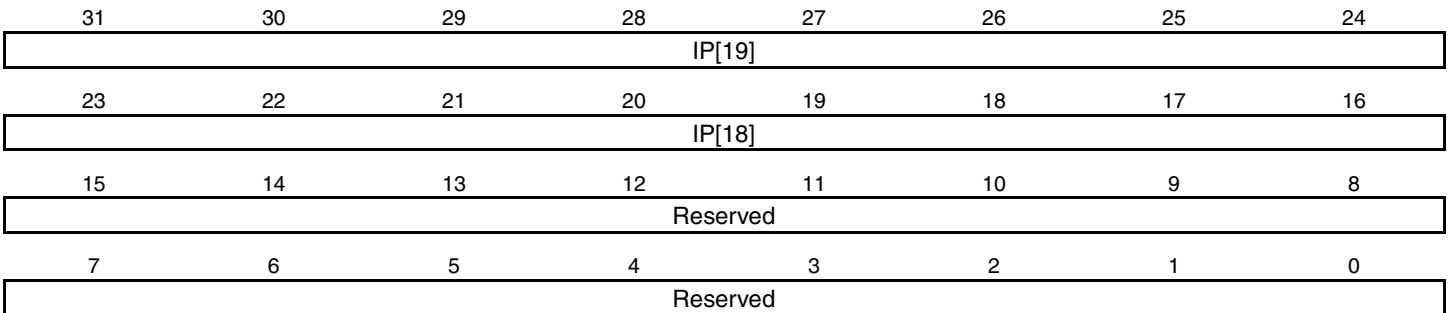 31 30 29 28 27 26 25 24
IP[19]
23 22 21 20 19 18 17 16
IP[18]
15 14 13 12 11 10 9 8
Reserved
7 6 5 4 3 2 1 0
Reserved